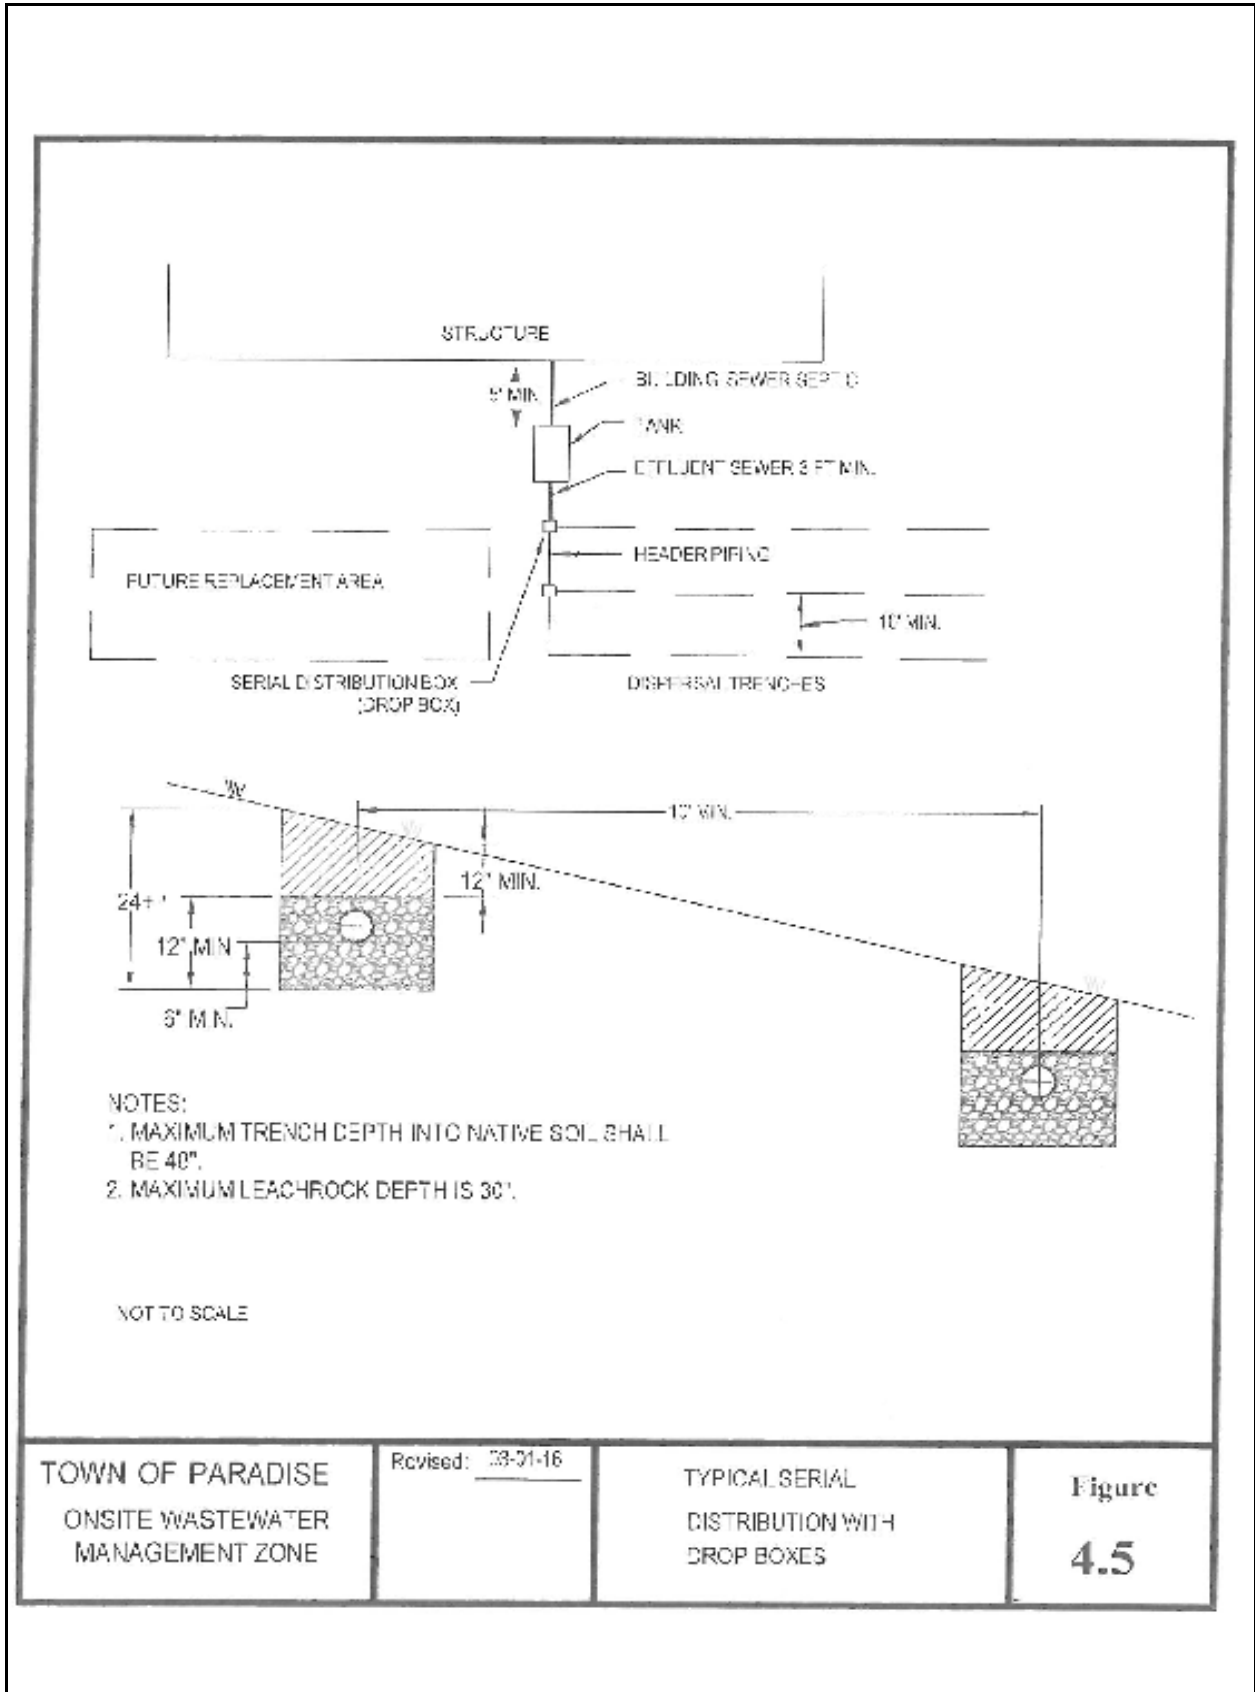 STRUCTURE
5' MIN.
BUILDING SEWER SEPTIC
TANK
EFFLUENT SEWER 3 FT MIN.
HEADER PIPING
FUTURE REPLACEMENT AREA
10' MIN.
SERIAL DISTRIBUTION BOX
(DROP BOX)
DISPERSAL TRENCHES
10' MIN.
12" MIN.
24+"
12" MIN
6" MIN.
NOTES:
1. MAXIMUM TRENCH DEPTH INTO NATIVE SOIL SHALL
BE
2. MAXIMUM LEACHROCK DEPTH IS 30".
NOT TO SCALE
TOWN OF PARADISE
ONSITE WASTEWATER
MANAGEMENT ZONE
Revised:
TYPICAL SERIAL
DISTRIBUTION WITH
DROP BOXES
Figure
4.5